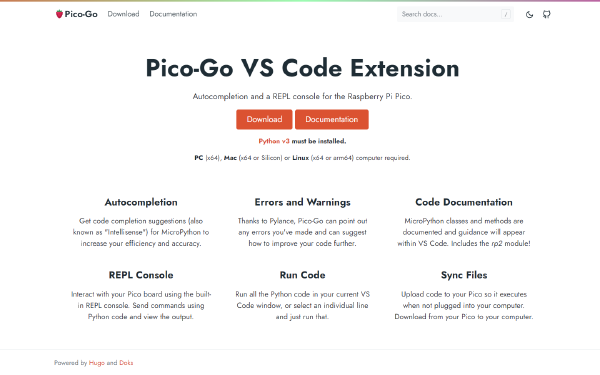 Pico-Go Download Documentation Search docs... /
Pico-Go VS Code Extension
Autocompletion and a REPL console for the Raspberry Pi Pico.
Download Documentation
Python v3 must be installed.
PC (x64), Mac (x64 or Silicon) or Linux (x64 or arm64) computer required.
Autocompletion
Get code completion suggestions (also
known as "Intellisense") for MicroPython to
increase your efficiency and accuracy.
Errors and Warnings
Thanks to Pylance, Pico-Go can point out
any errors you've made and can suggest
how to improve your code further.
Code Documentation
MicroPython classes and methods are
documented and guidance will appear
within VS Code. Includes the rp2 module!
REPL Console
Interact with your Pico board using the built-
in REPL console. Send commands using
Python code and view the output.
Run Code
Run all the Python code in your current VS
Code window, or select an individual line
and just run that.
Sync Files
Upload code to your Pico so it executes
when not plugged into your computer.
Download from your Pico to your computer.
Powered by Hugo and Doks